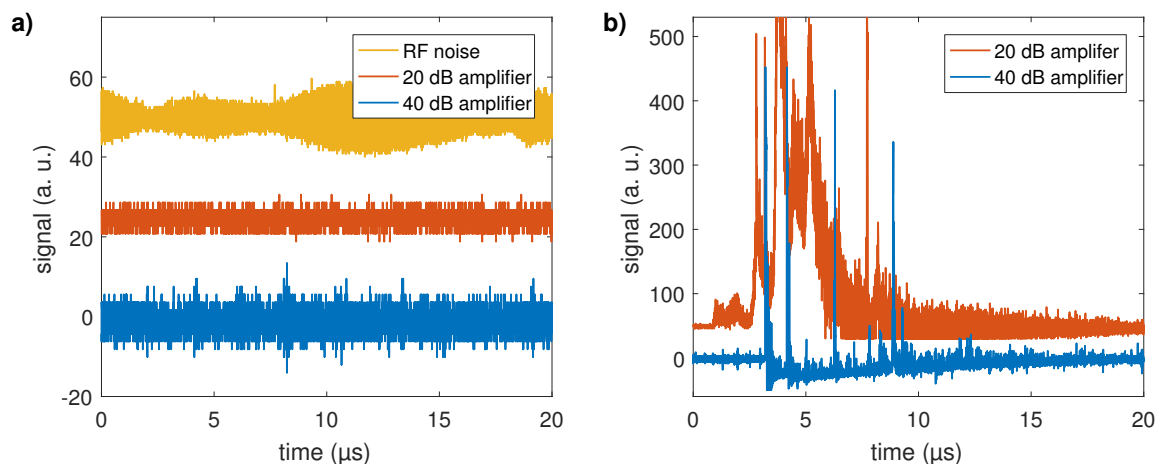 a)
signal (a. u.)
60
40
20
0
-20
0
5
10
15
20
time (µs)
RF noise
20 dB amplifier
40 dB amplifier
b)
signal (a. u.)
500
400
300
200
100
0
0
5
10
15
20
time (µs)
20 dB amplifer
40 dB amplifier